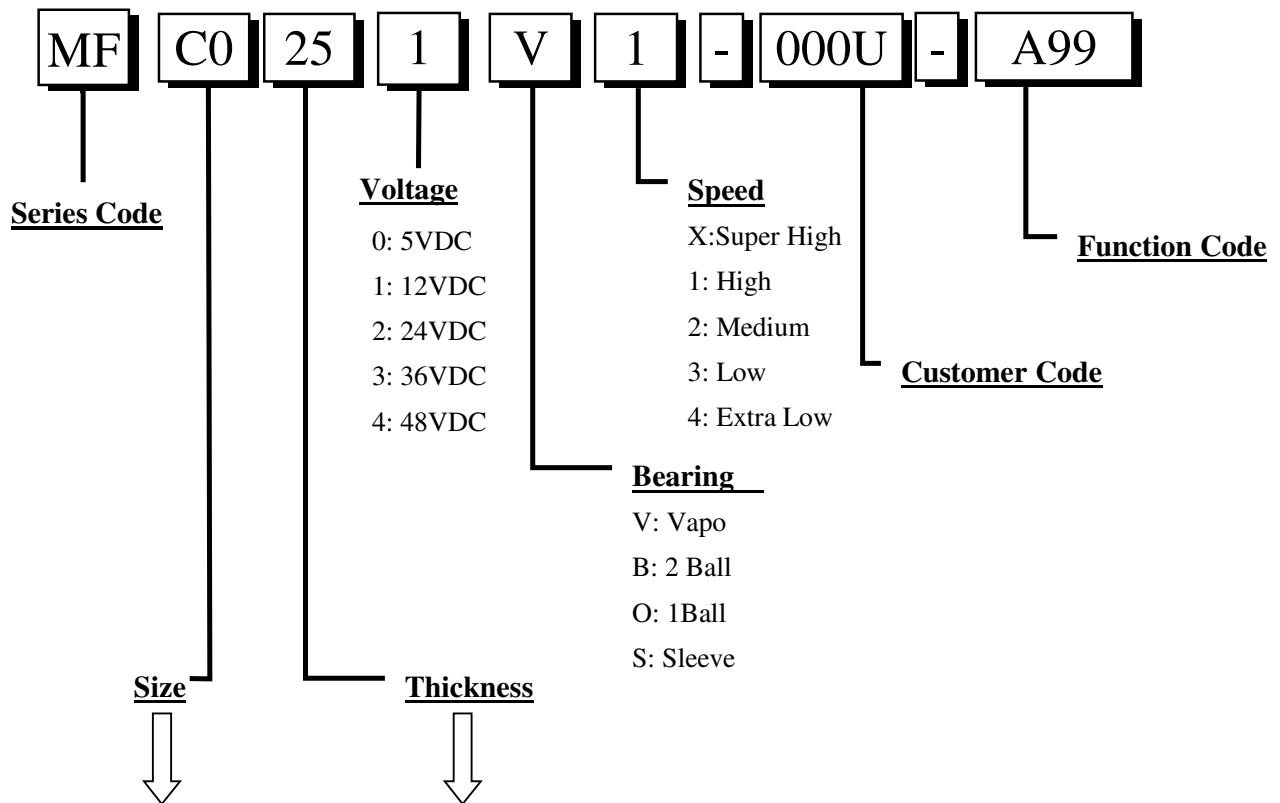 MF C0 25 1 V 1 - 000U - A99
Series Code
Voltage
0: 5VDC
1: 12VDC
2: 24VDC
3: 36VDC
4: 48VDC
Speed
X:Super High
1: High
2: Medium
3: Low
4: Extra Low
Function Code
Customer Code
Bearing
V: Vapo
B: 2 Ball
O: 1Ball
S: Sleeve
Size
Thickness